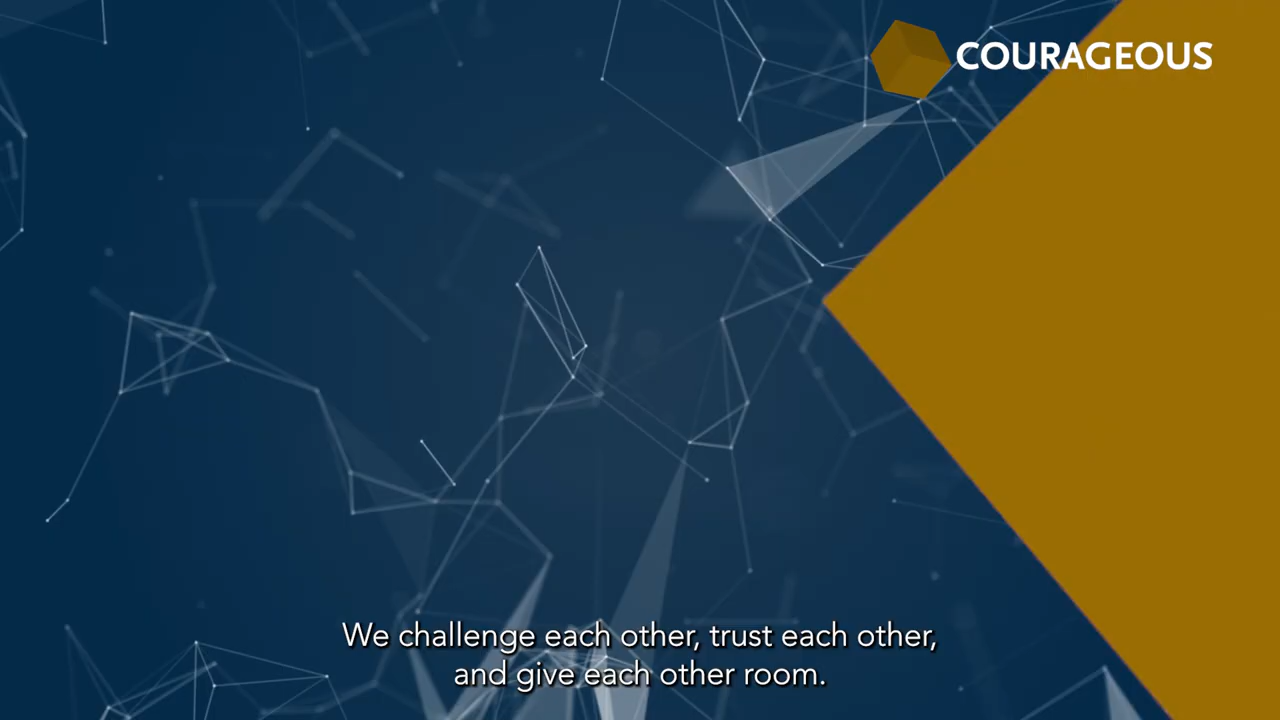 COURAGEOUS
We challenge each other, trust each other,
and give each other room.